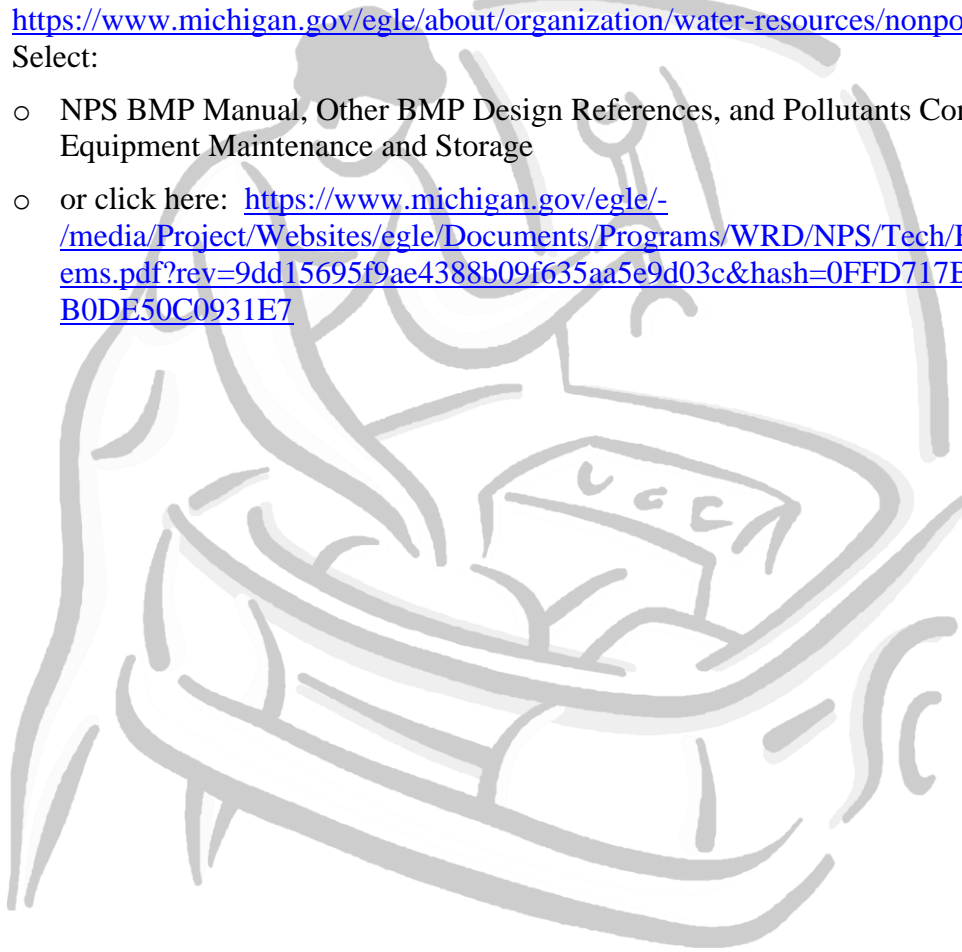 https://www.michigan.gov/egle/about/organization/water-resources/nonpo
Select:
o NPS BMP Manual, Other BMP Design References, and Pollutants Con
Equipment Maintenance and Storage
o or click here: https://www.michigan.gov/egle/-
/media/Project/Websites/egle/Documents/Programs/WRD/NPS/Tech/
ems.pdf?rev=9dd15695f9ae4388b09f635aa5e9d03c&hash=0FFD717
B0DE50C0931E7